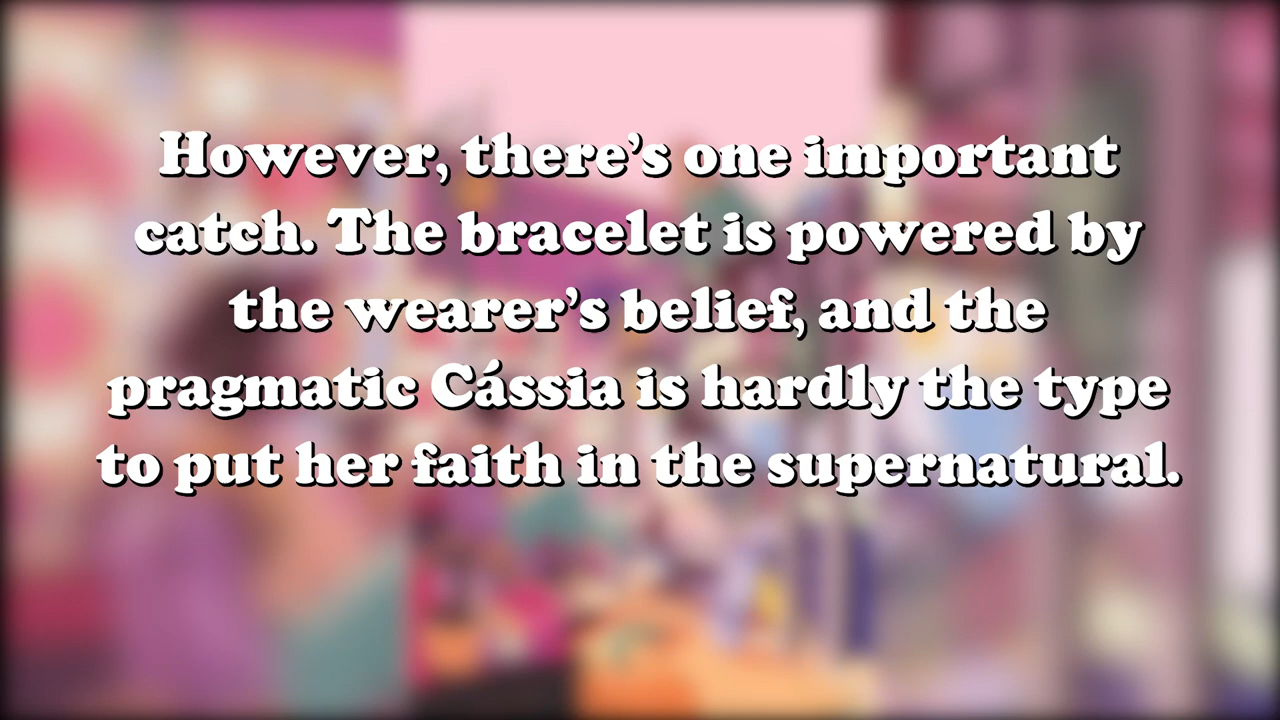 However, there’s one important
catch. The bracelet is powered by
the wearer’s belief, and the
pragmatic Cássia is hardly the type
to put her faith in the supernatural.